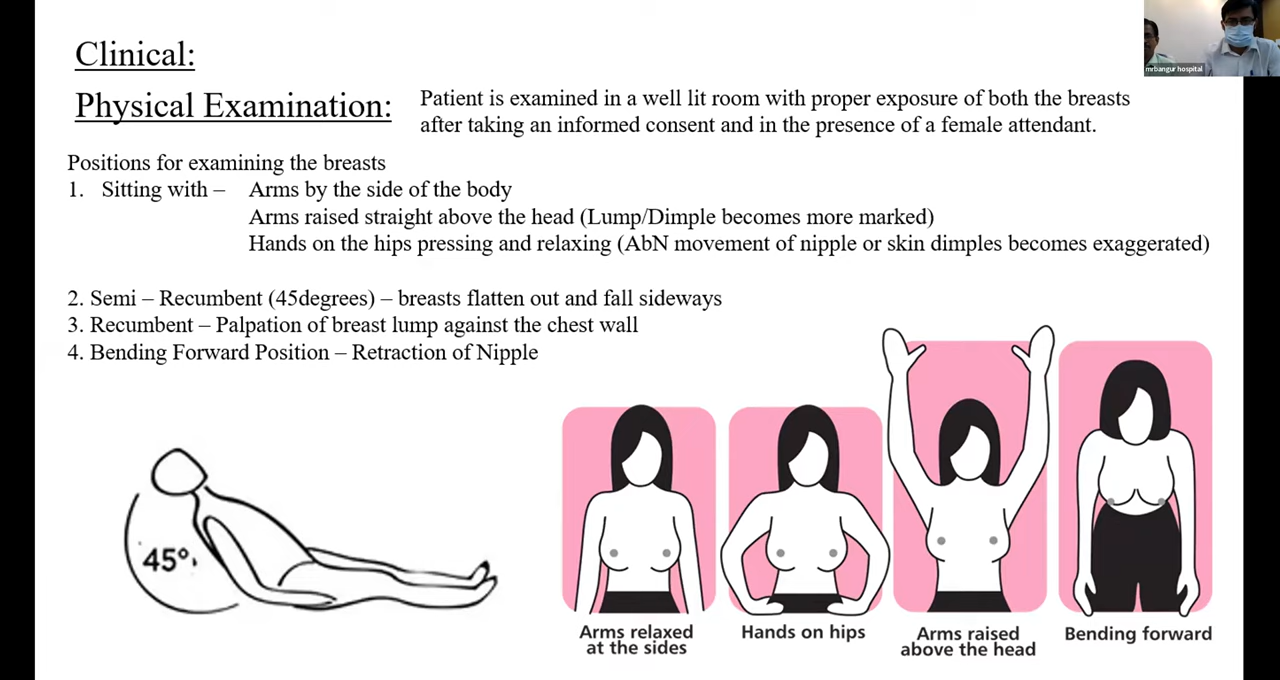 Clinical:
mrbangur hospital
Physical Examination:
Patient is examined in a well lit room with proper exposure of both the breasts
after taking an informed consent and in the presence of a female attendant.
Positions for examining the breasts
1. Sitting with – Arms by the side of the body
Arms raised straight above the head (Lump/Dimple becomes more marked)
Hands on the hips pressing and relaxing (AbN movement of nipple or skin dimples becomes exaggerated)
2. Semi – Recumbent (45degrees) – breasts flatten out and fall sideways
3. Recumbent – Palpation of breast lump against the chest wall
4. Bending Forward Position – Retraction of Nipple
45°
Arms relaxed
at the sides
Hands on hips
Arms raised
above the head
Bending forward